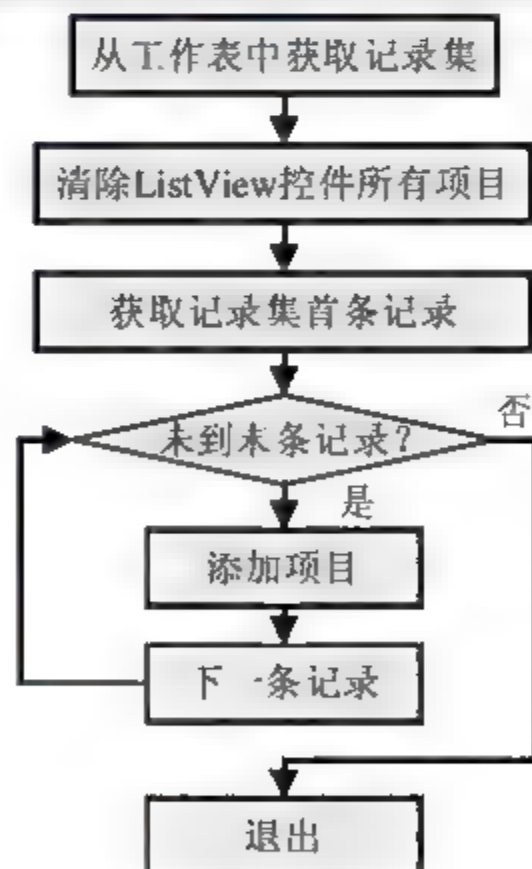 从工作表中获取记录集
清除ListView控件所有项目
获取记录集首条记录
未到末条记录?
否
是
添加项目
下一条记录
退出